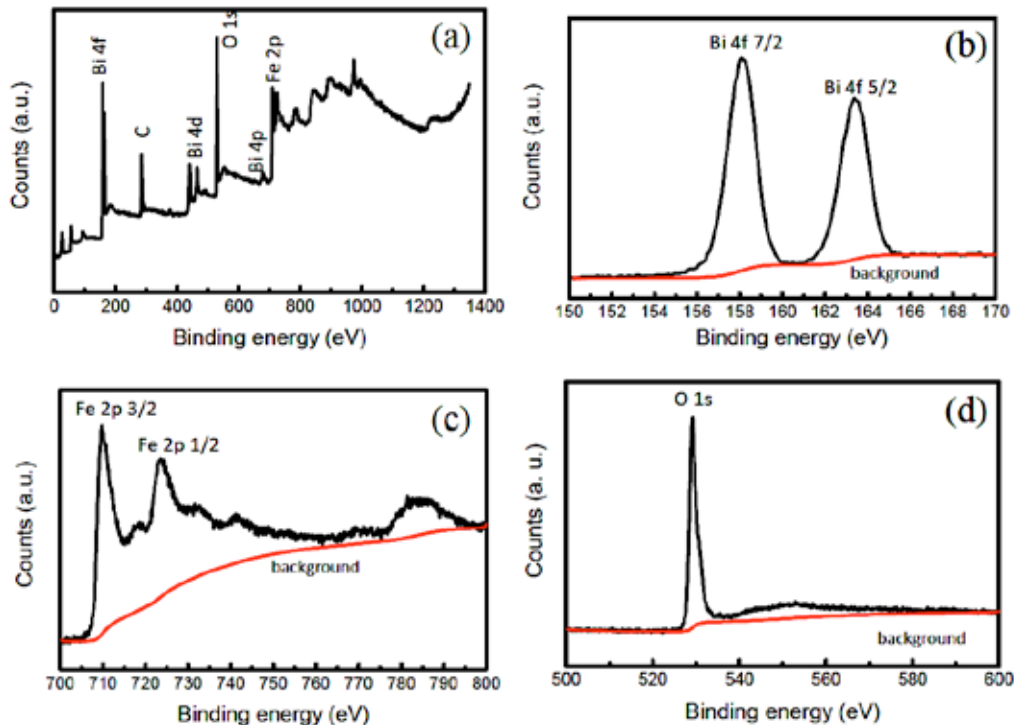 (a)
Bi 4f
C
Bi 4d
O 1s
Bi 4p
Fe 2p
Counts (a.u.)
0 200 400 600 800 1000 1200 1400
Binding energy (eV)
(b)
Bi 4f 7/2
Bi 4f 5/2
background
Counts (a.u.)
150 152 154 156 158 160 162 164 166 168 170
Binding energy (eV)
(c)
Fe 2p 3/2
Fe 2p 1/2
background
Counts (a.u.)
700 710 720 730 740 750 760 770 780 790 800
Binding energy (eV)
(d)
O 1s
background
Counts (a. u.)
500 520 540 560 580 600
Binding energy (eV)